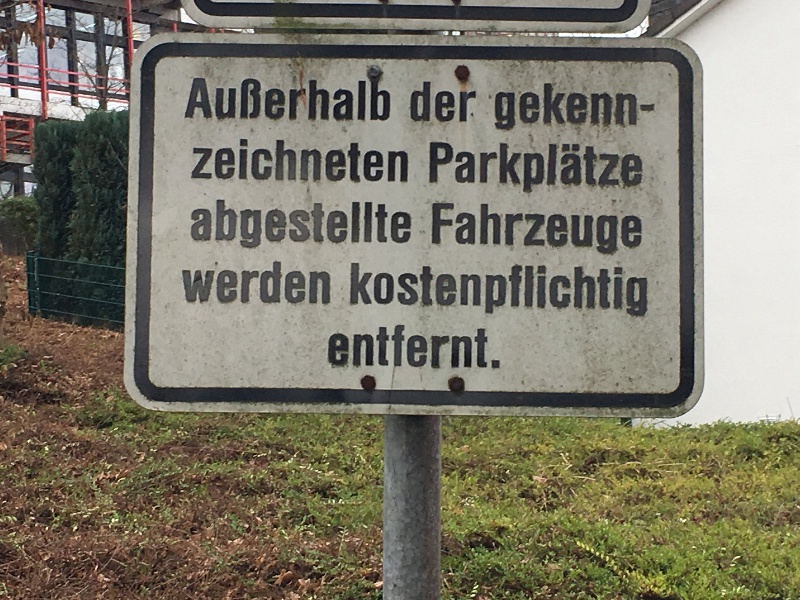 Außerhalb der gekenn-
zeichneten Parkplätze
abgestellte Fahrzeuge
werden kostenpflichtig
entfernt.